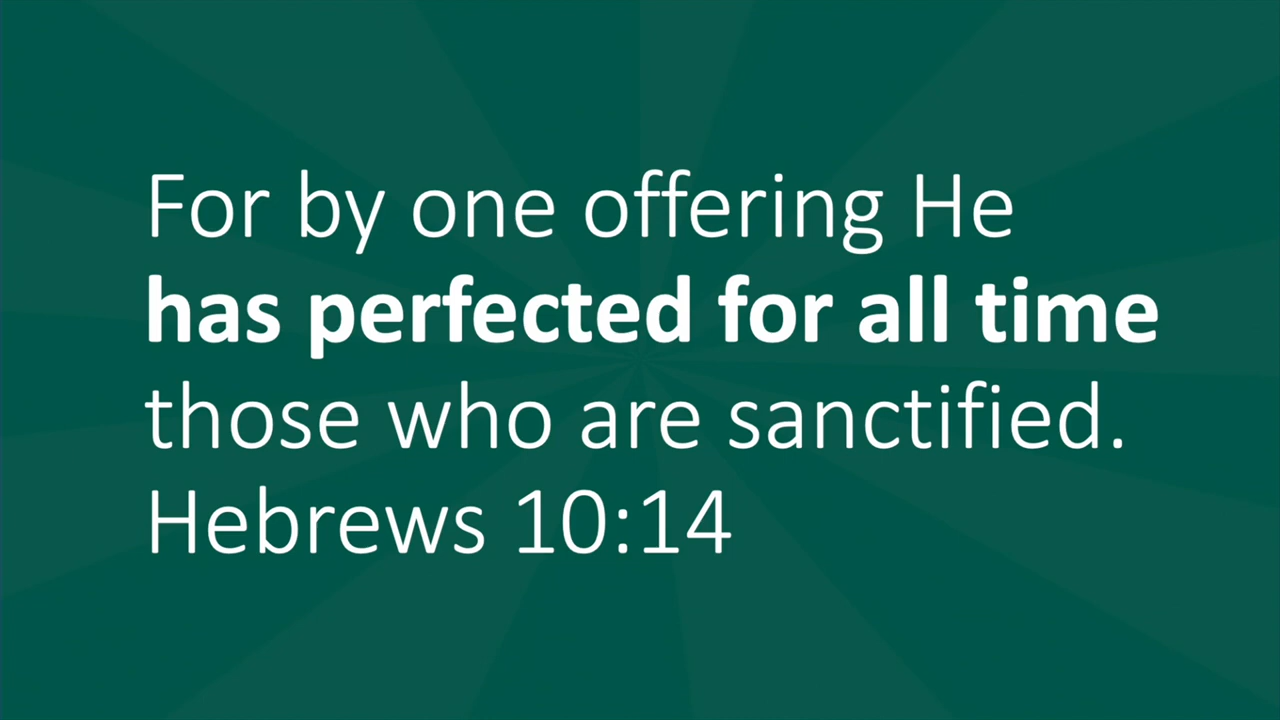 For by one offering He
has perfected for all time
those who are sanctified.
Hebrews 10:14